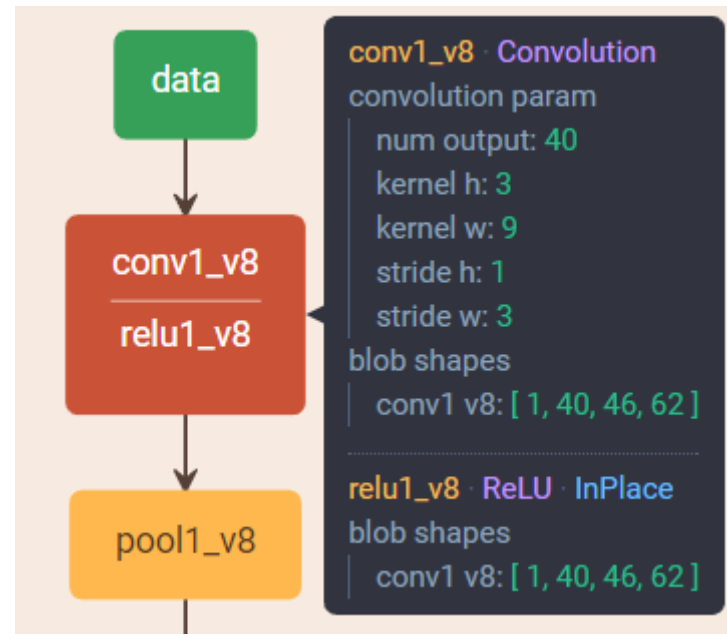 data
conv1_v8
relu1_v8
pool1_v8
conv1_v8 · Convolution
convolution param
num output: 40
kernel h: 3
kernel w: 9
stride h: 1
stride w: 3
blob shapes
conv1 v8: [ 1, 40, 46, 62 ]
relu1_v8 · ReLU · InPlace
blob shapes
conv1 v8: [ 1, 40, 46, 62 ]